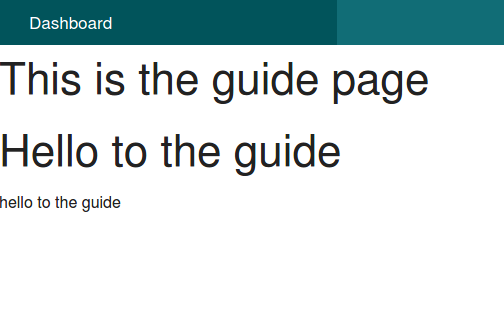 Dashboard
This is the guide page
Hello to the guide
hello to the guide